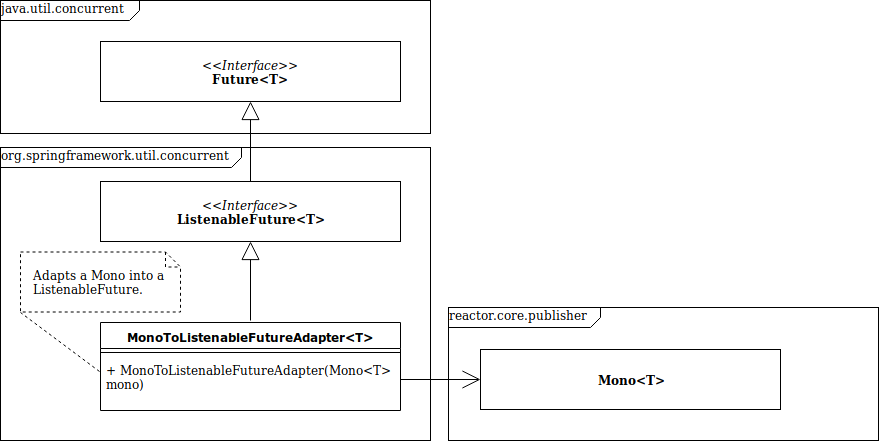 java.util.concurrent
<<Interface>>
Future<T>
org.springframework.util.concurrent
<<Interface>>
ListenableFuture<T>
Adapts a Mono into a
ListenableFuture.
MonoToListenableFutureAdapter<T>
+ MonoToListenableFutureAdapter(Mono<T>
mono)
reactor.core.publisher
Mono<T>